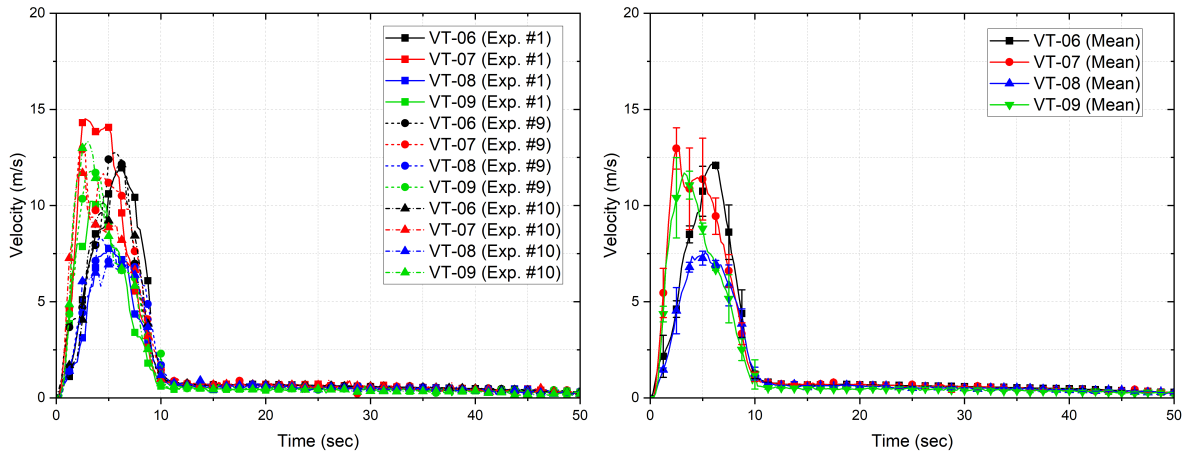 20
15
10
5
0
Velocity (m/s)
0
10
20
30
40
50
Time (sec)
VT-06 (Exp. #1)
VT-07 (Exp. #1)
VT-08 (Exp. #1)
VT-09 (Exp. #1)
VT-06 (Exp. #9)
VT-07 (Exp. #9)
VT-08 (Exp. #9)
VT-09 (Exp. #9)
VT-06 (Exp. #10)
VT-07 (Exp. #10)
VT-08 (Exp. #10)
VT-09 (Exp. #10)
20
15
10
5
0
Velocity (m/s)
0
10
20
30
40
50
Time (sec)
VT-06 (Mean)
VT-07 (Mean)
VT-08 (Mean)
VT-09 (Mean)